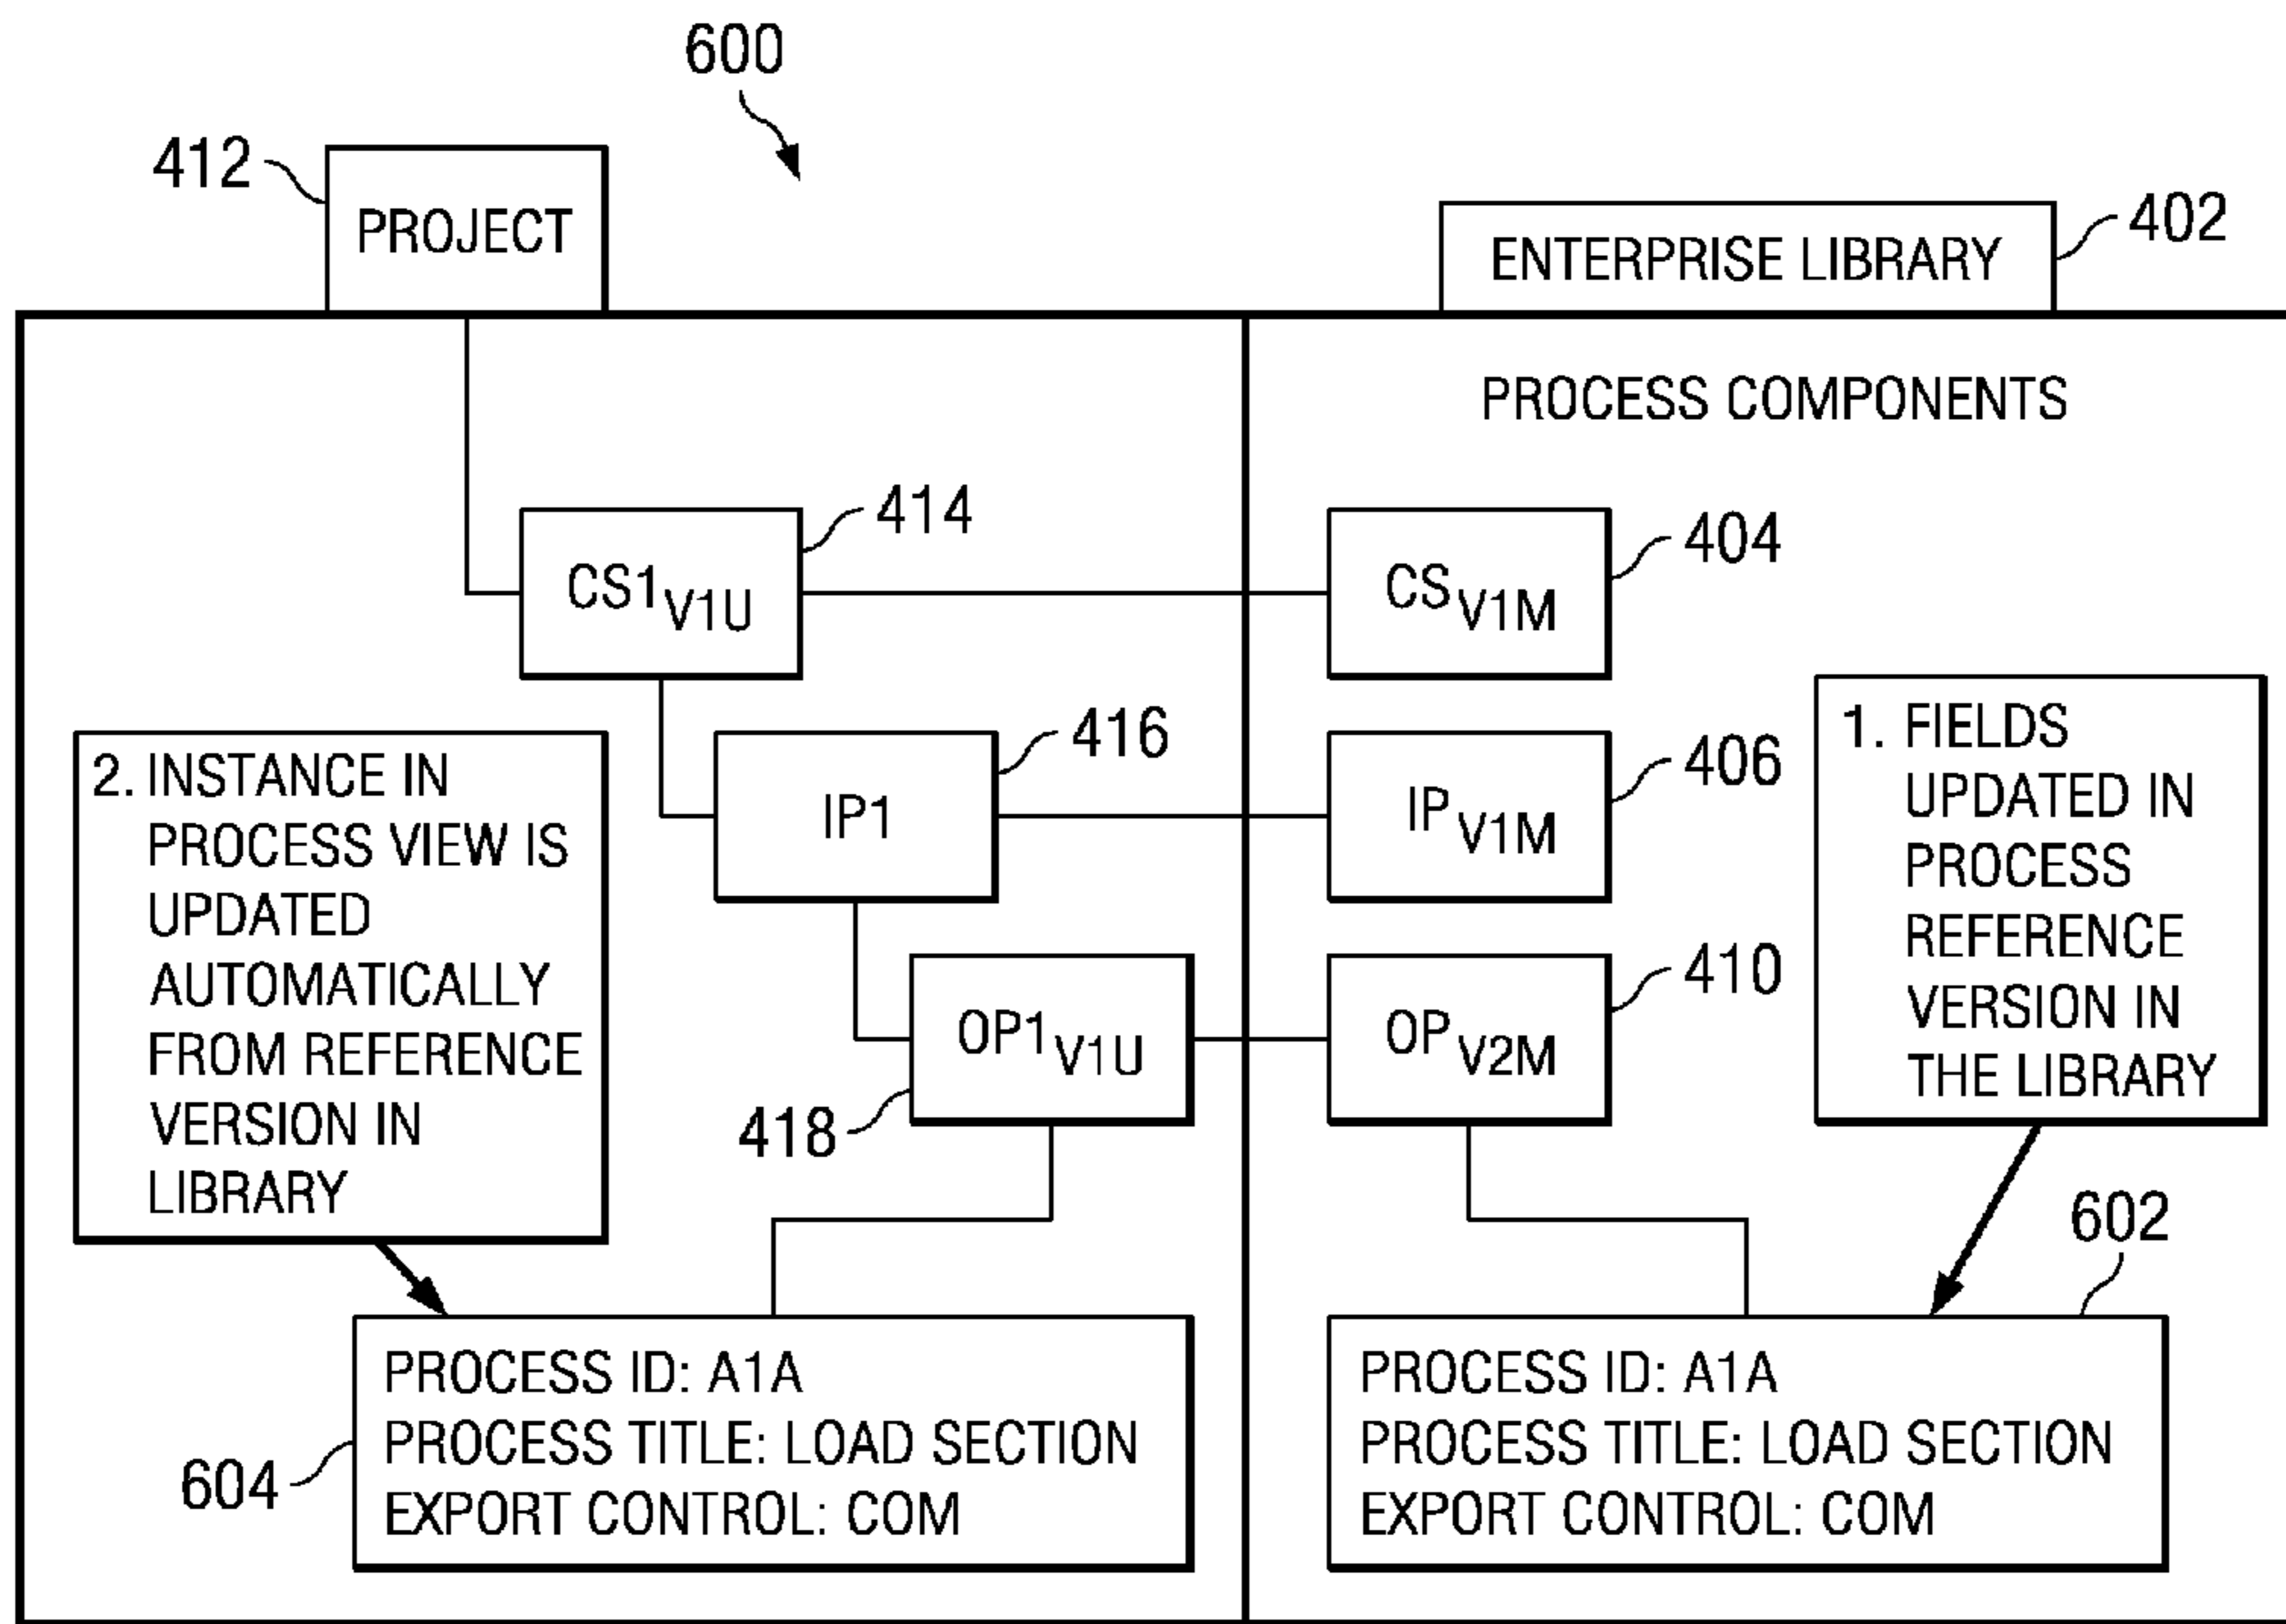 600
412
PROJECT
ENTERPRISE LIBRARY
402
PROCESS COMPONENTS
414
CS1V1U
CSV1M
404
416
IP1
IPV1M
406
OP1V1U
418
OPV2M
410
1. FIELDS
UPDATED IN
PROCESS
REFERENCE
VERSION IN
THE LIBRARY
2. INSTANCE IN
PROCESS VIEW IS
UPDATED
AUTOMATICALLY
FROM REFERENCE
VERSION IN
LIBRARY
602
604
PROCESS ID: A1A
PROCESS TITLE: LOAD SECTION
EXPORT CONTROL: COM
PROCESS ID: A1A
PROCESS TITLE: LOAD SECTION
EXPORT CONTROL: COM